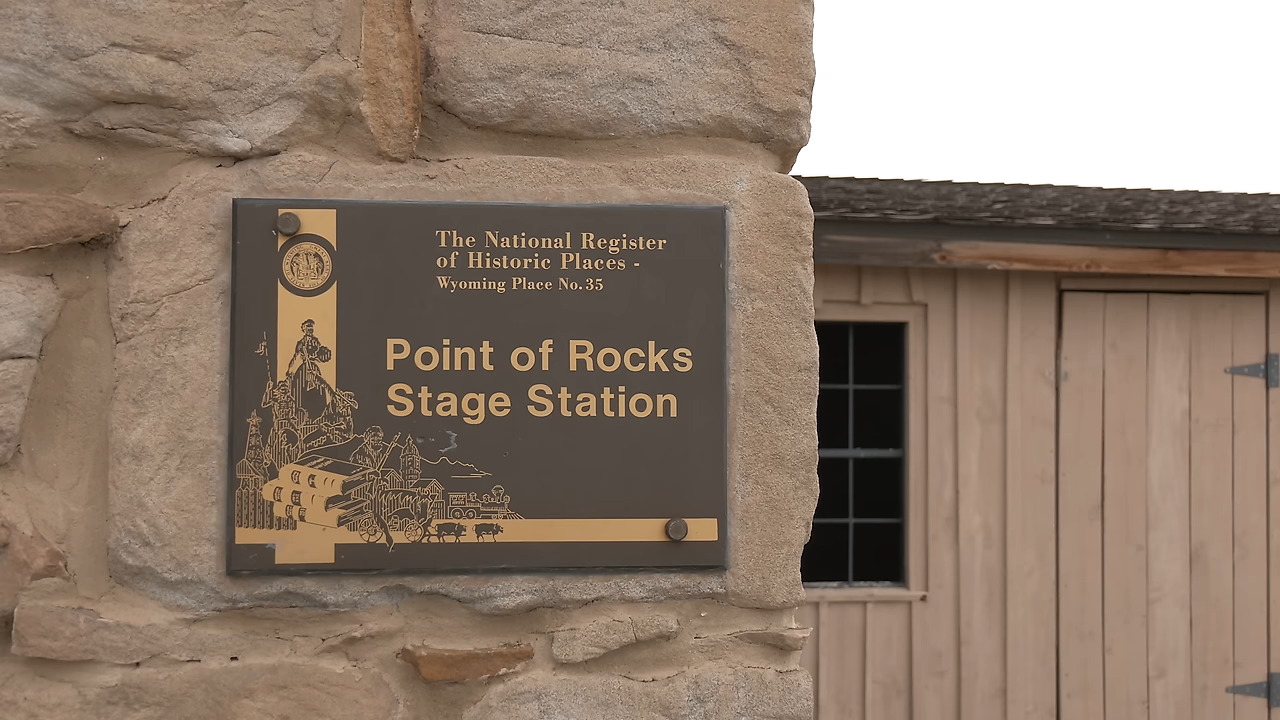 The National Register
of Historic Places -
Wyoming Place No. 35
Point of Rocks
Stage Station